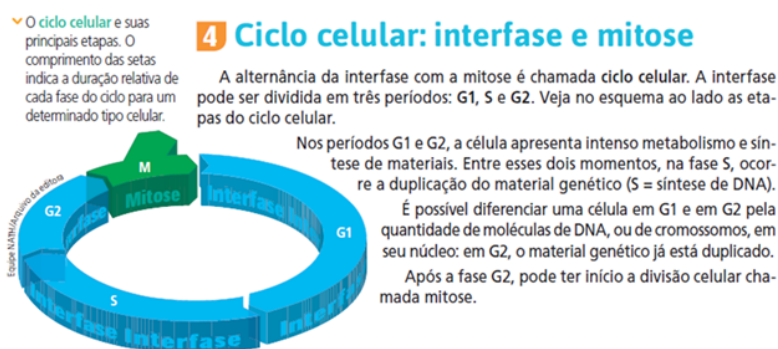 O ciclo celular e suas
principais etapas. O
comprimento das setas
indica a duração relativa de
cada fase do ciclo para um
determinado tipo celular.
4 Ciclo celular: interfase e mitose
A alternância da interfase com a mitose é chamada ciclo celular. A interfase
pode ser dividida em três períodos: G1, S e G2. Veja no esquema ao lado as eta-
pas do ciclo celular.
Nos períodos G1 e G2, a célula apresenta intenso metabolismo e sín-
tese de materiais. Entre esses dois momentos, na fase S, ocor-
re a duplicação do material genético (S = síntese de DNA).
É possível diferenciar uma célula em G1 e em G2 pela
quantidade de moléculas de DNA, ou de cromossomos, em
seu núcleo: em G2, o material genético já está duplicado.
Após a fase G2, pode ter início a divisão celular cha-
mada mitose.
M
Mitose
Interfase
G1
G2
S
Interfase Interfase
Equipe NATH/Arquivo da editora